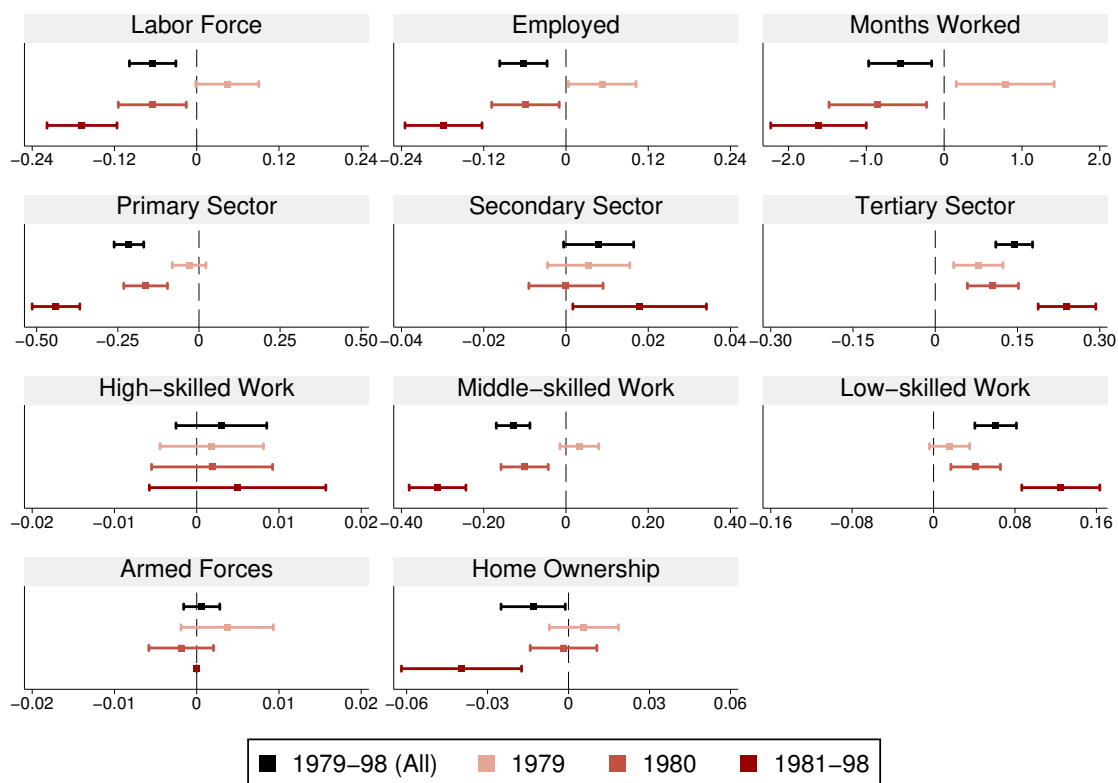 Labor Force Employed Months Worked
−0.24 −0.12 0 0.12 0.24 −0.24 −0.12 0 0.12 0.24 −2.0 −1.0 0 1.0 2.0
Primary Sector Secondary Sector Tertiary Sector
−0.50 −0.25 0 0.25 0.50 −0.04 −0.02 0 0.02 0.04 −0.30 −0.15 0 0.15 0.30
High−skilled Work Middle−skilled Work Low−skilled Work
−0.02 −0.01 0 0.01 0.02 −0.40 −0.20 0 0.20 0.40 −0.16 −0.08 0 0.08 0.16
Armed Forces Home Ownership
−0.02 −0.01 0 0.01 0.02 −0.06 −0.03 0 0.03 0.06
1979−98 (All) 1979 1980 1981−98